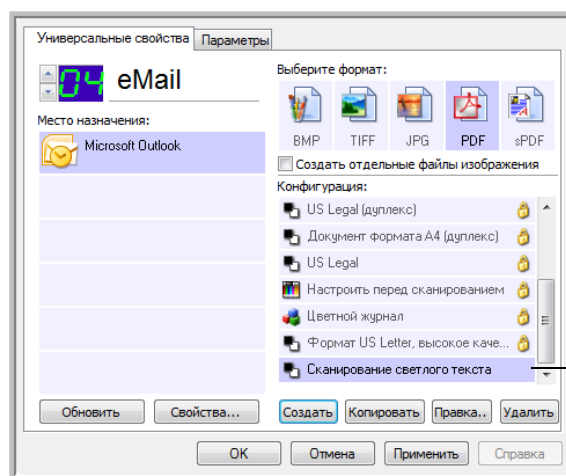 Универсальные свойства Параметры
04 eMail
Выберите формат:
BMP TIFF JPG PDF sPDF
Место назначения:
Microsoft Outlook
Создать отдельные файлы изображения
Конфигурация:
US Legal (дуплекс)
Документ формата A4 (дуплекс)
US Legal
Настроить перед сканированием
Цветной журнал
Формат US Letter, высокое каче...
Сканирование светлого текста
Обновить Свойства... Создать Копировать Правка.. Удалить
OK Отмена Применить Справка